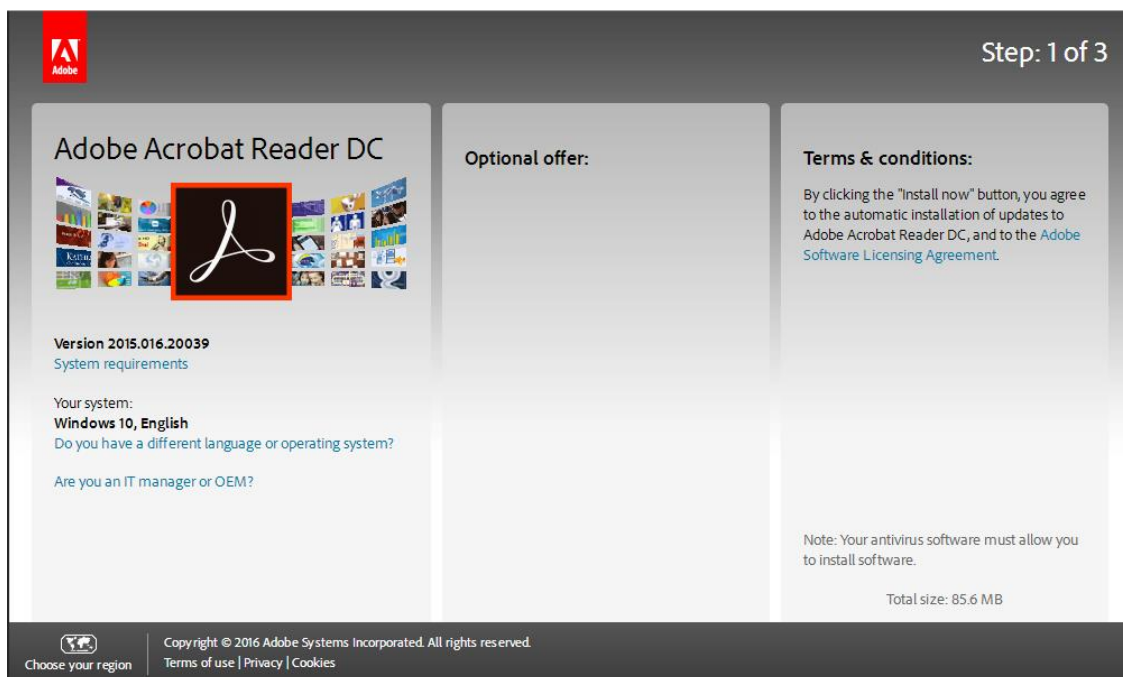 Adobe
Step: 1 of 3
Adobe Acrobat Reader DC
Version 2015.016.20039
System requirements
Your system:
Windows 10, English
Do you have a different language or operating system?
Are you an IT manager or OEM?
Optional offer:
Terms & conditions:
By clicking the "Install now" button, you agree
to the automatic installation of updates to
Adobe Acrobat Reader DC, and to the Adobe
Software Licensing Agreement.
Note: Your antivirus software must allow you
to install software.
Total size: 85.6 MB
Choose your region
Copyright © 2016 Adobe Systems Incorporated. All rights reserved.
Terms of use | Privacy | Cookies